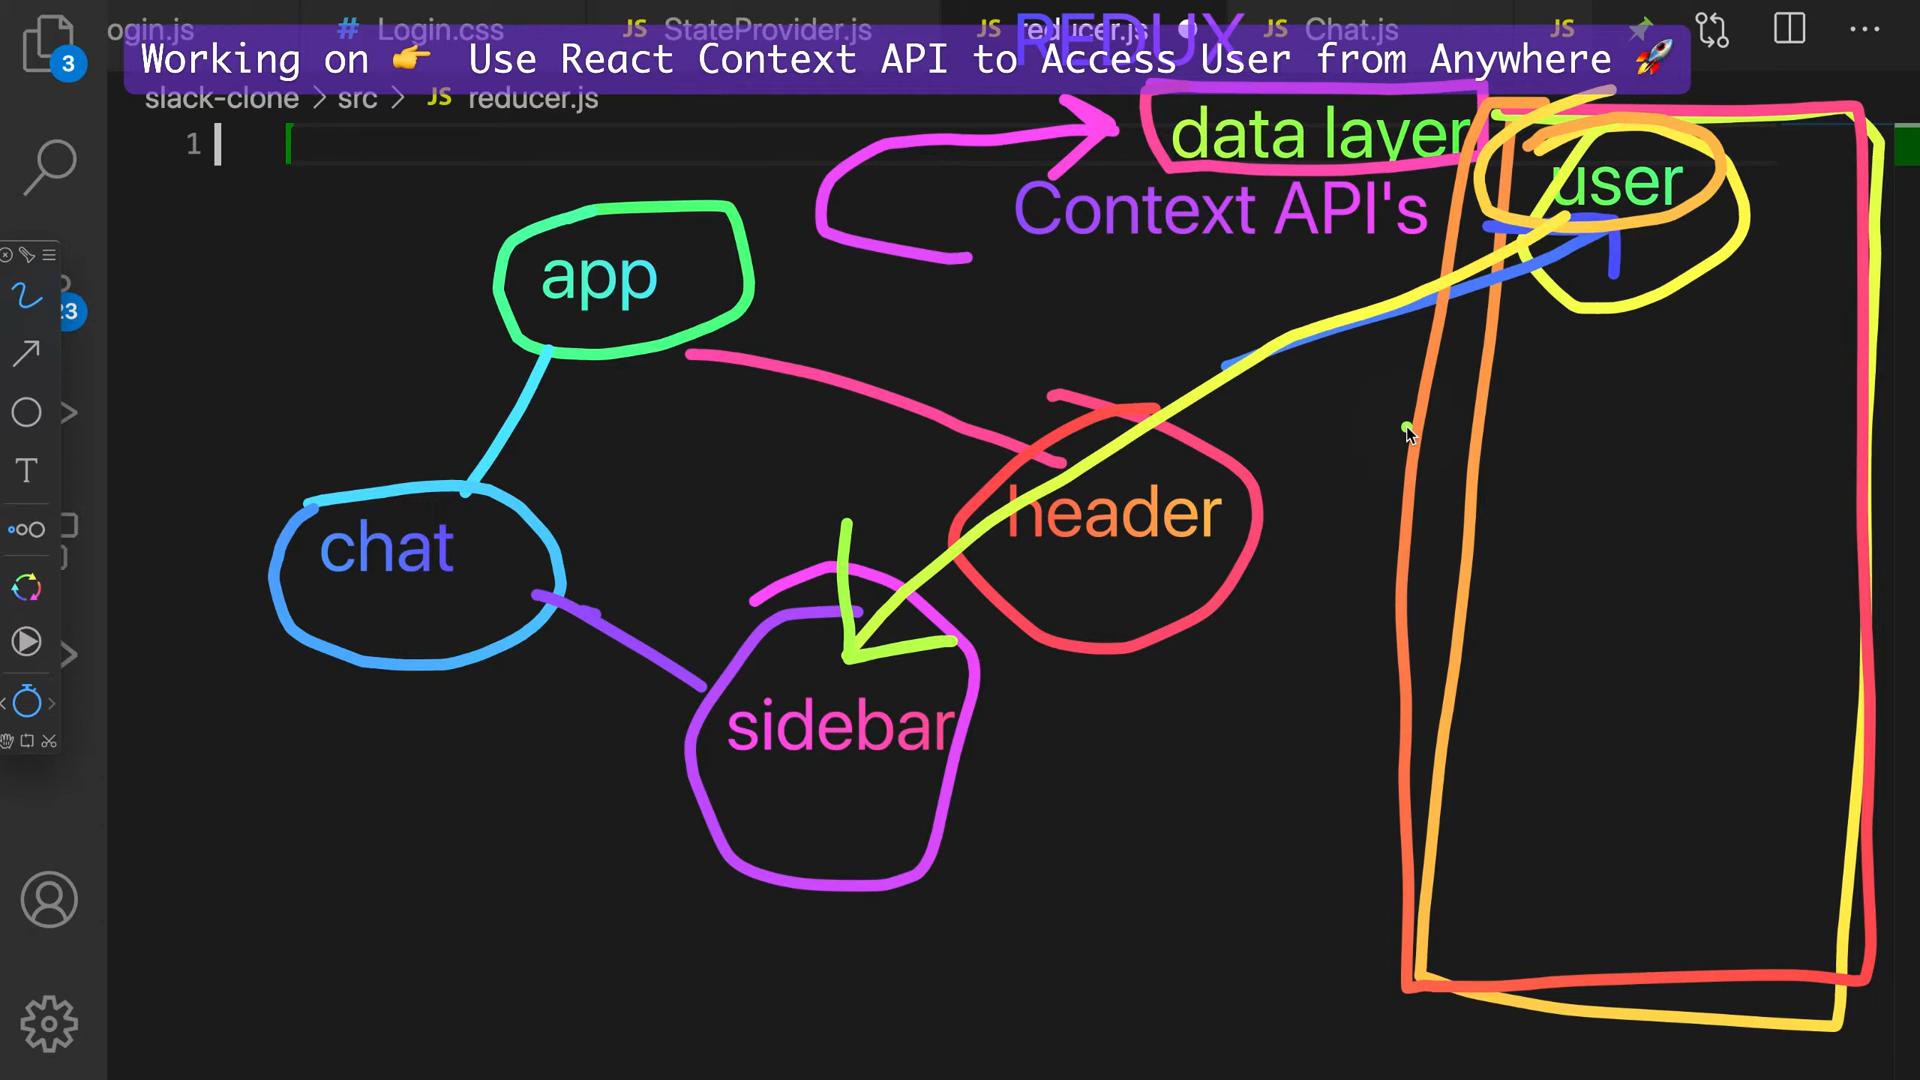 ogin.js # Login.css JS StateProvider.js JS reducer.js JS Chat.js JS
REDUX
Working on 👉 Use React Context API to Access User from Anywhere 🚀
slack-clone > src > JS reducer.js
3
1
data layer
user
Context API's
app
23
T
header
chat
sidebar